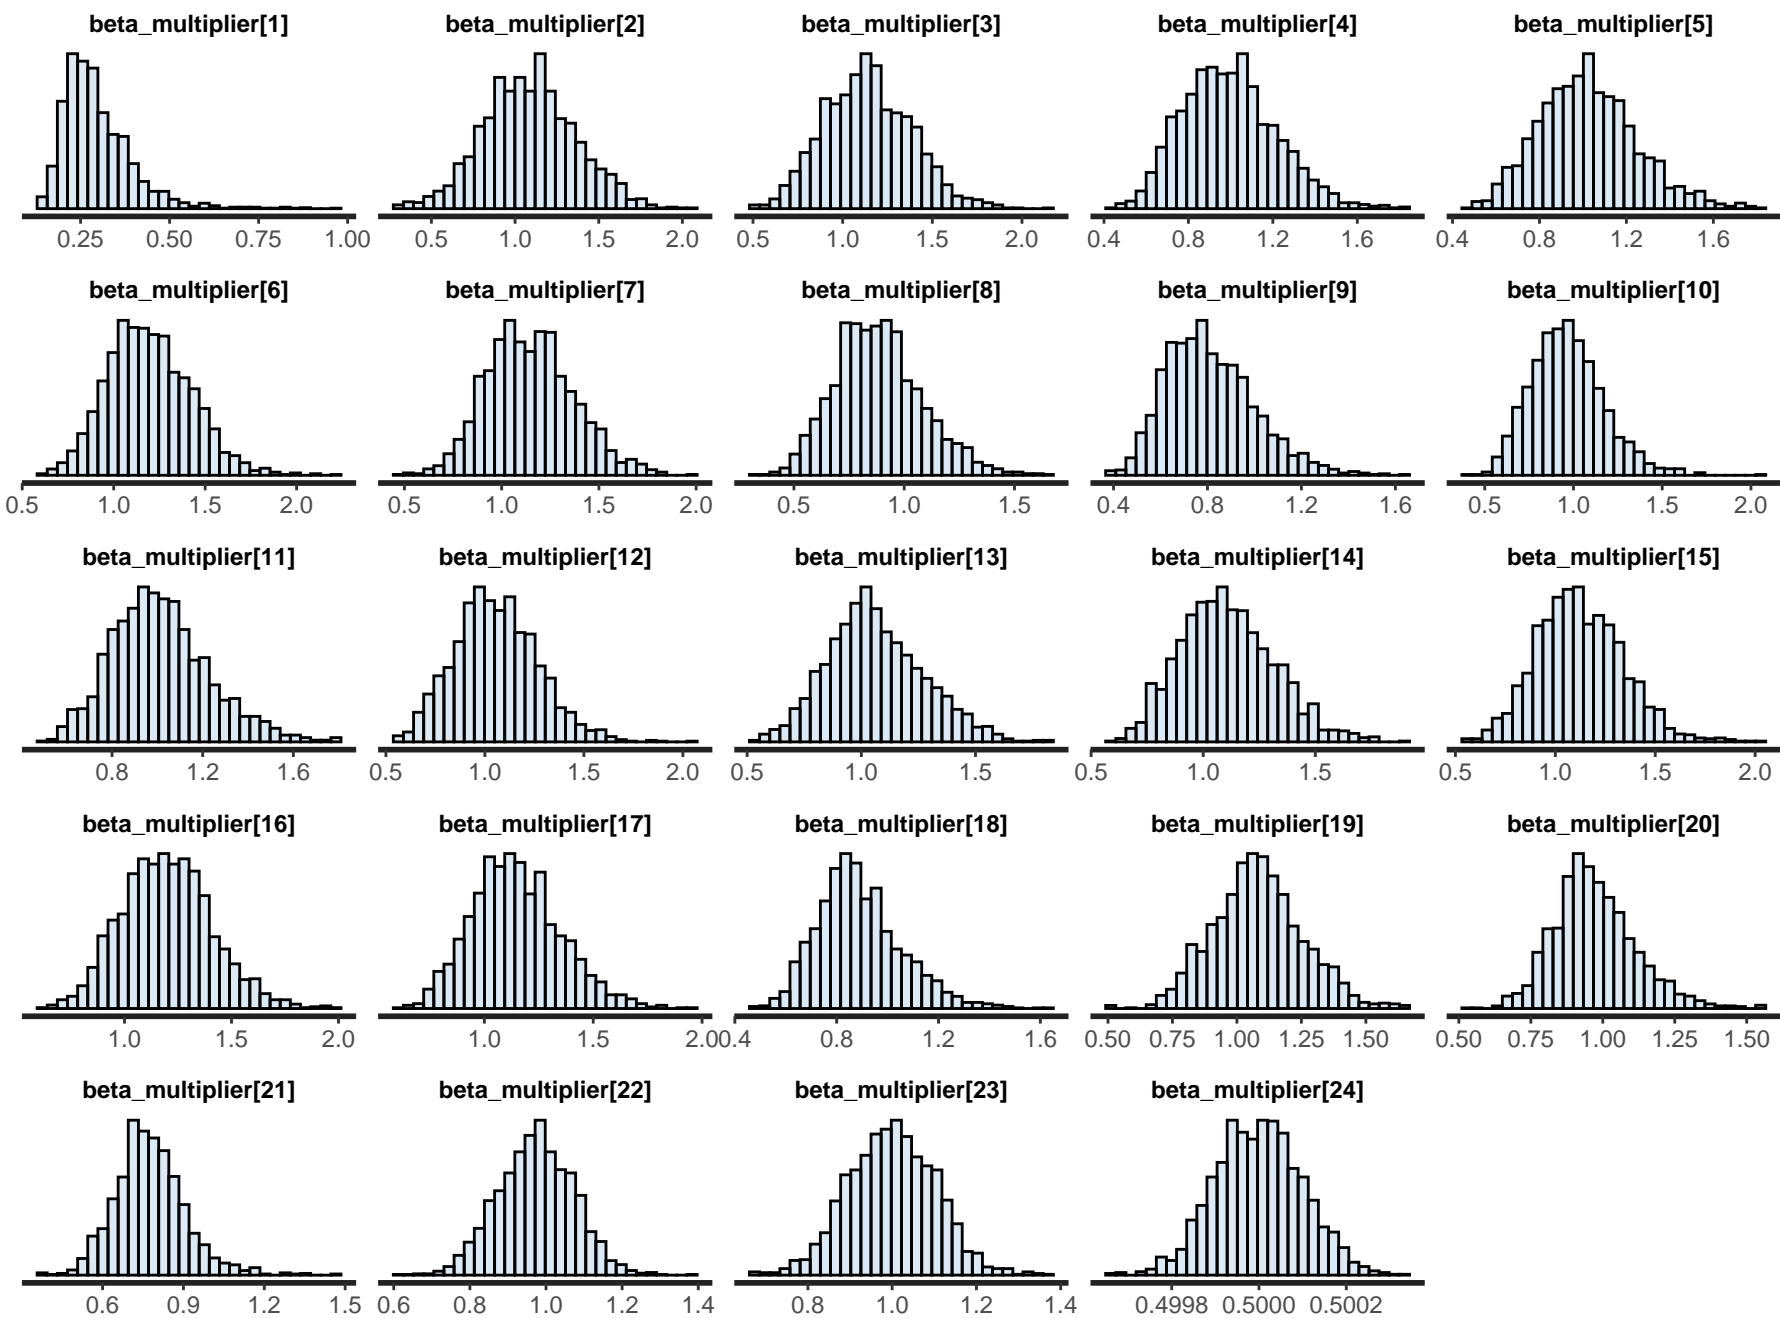 beta_multiplier[1] beta_multiplier[2] beta_multiplier[3] beta_multiplier[4] beta_multiplier[5]
0.25 0.50 0.75 1.00 0.5 1.0 1.5 2.0 0.5 1.0 1.5 2.0 0.4 0.8 1.2 1.6 0.4 0.8 1.2 1.6
beta_multiplier[6] beta_multiplier[7] beta_multiplier[8] beta_multiplier[9] beta_multiplier[10]
0.5 1.0 1.5 2.0 0.5 1.0 1.5 2.0 0.5 1.0 1.5 0.4 0.8 1.2 1.6 0.5 1.0 1.5 2.0
beta_multiplier[11] beta_multiplier[12] beta_multiplier[13] beta_multiplier[14] beta_multiplier[15]
0.8 1.2 1.6 0.5 1.0 1.5 2.0 0.5 1.0 1.5 0.5 1.0 1.5 0.5 1.0 1.5 2.0
beta_multiplier[16] beta_multiplier[17] beta_multiplier[18] beta_multiplier[19] beta_multiplier[20]
1.0 1.5 2.0 1.0 1.5 2.00 0.4 0.8 1.2 1.6 0.50 0.75 1.00 1.25 1.50 0.50 0.75 1.00 1.25 1.50
beta_multiplier[21] beta_multiplier[22] beta_multiplier[23] beta_multiplier[24]
0.6 0.9 1.2 1.5 0.6 0.8 1.0 1.2 1.4 0.8 1.0 1.2 1.4 0.4998 0.5000 0.5002